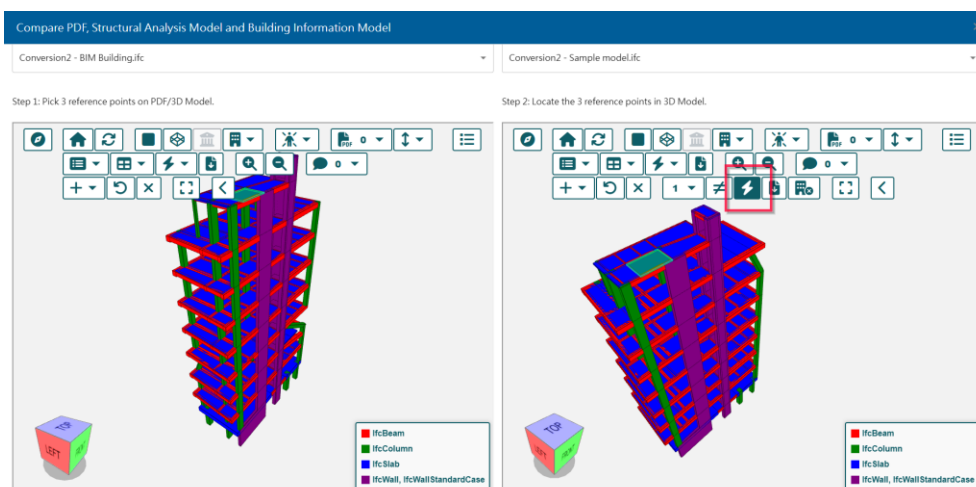 Compare PDF, Structural Analysis Model and Building Information Model
Conversion2 - BIM Building.ifc
Conversion2 - Sample model.ifc
Step 1: Pick 3 reference points on PDF/3D Model.
Step 2: Locate the 3 reference points in 3D Model.
PDF 0
0
TOP
LEFT
IfcBeam
IfcColumn
IfcSlab
IfcWall, IfcWallStandardCase
PDF 0
0
1
TOP
LEFT
IfcBeam
IfcColumn
IfcSlab
IfcWall, IfcWallStandardCase